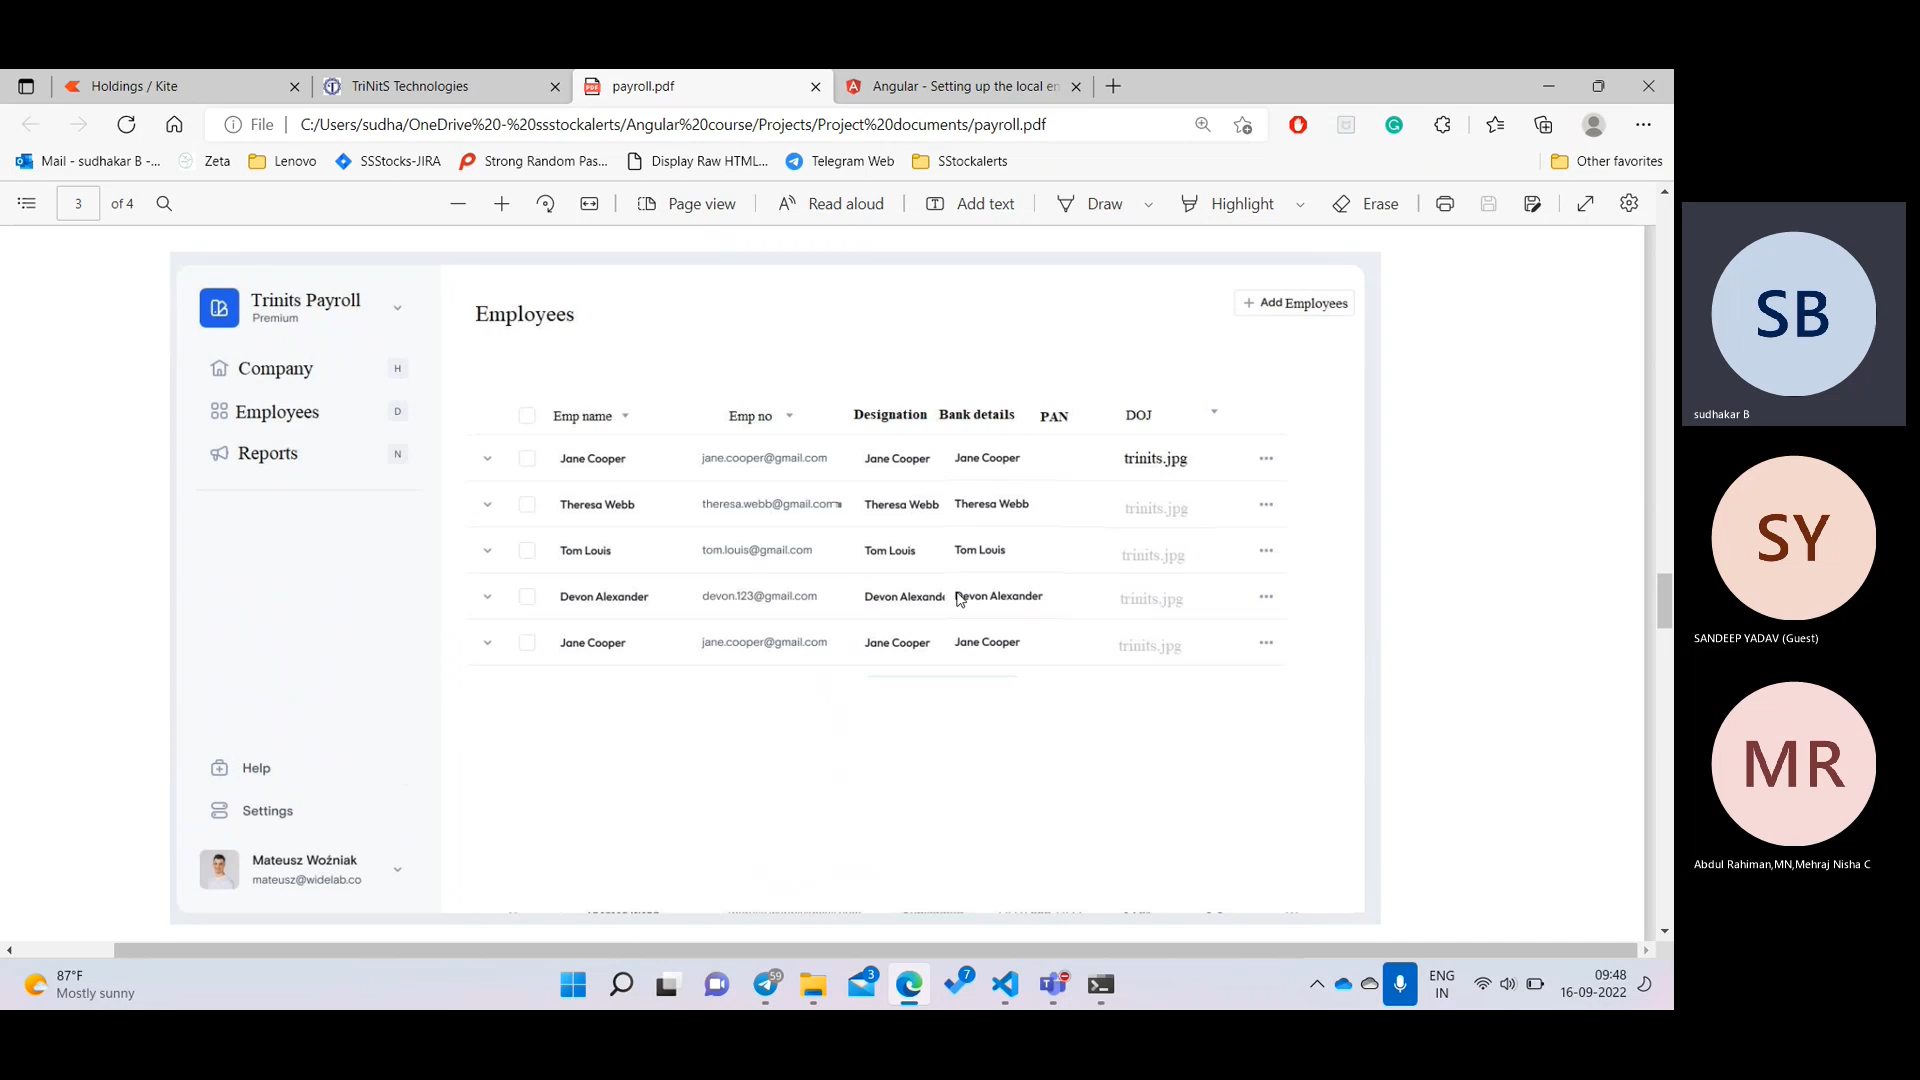 Holdings / Kite
TriNitS Technologies
payroll.pdf
Angular - Setting up the local en
File
C:/Users/sudha/OneDrive%20-%20ssstockalerts/Angular%20course/Projects/Project%20documents/payroll.pdf
Mail - sudhakar B -...
Zeta
Lenovo
SSStocks-JIRA
Strong Random Pas...
Display Raw HTML...
Telegram Web
SStockalerts
Other favorites
3 of 4
Page view
Read aloud
Add text
Draw
Highlight
Erase
Trinits Payroll
Premium
Company H
Employees D
Reports N
Help
Settings
Mateusz Woźniak
mateusz@widelab.co
Employees
+ Add Employees
Emp name Emp no Designation Bank details PAN DOJ
Jane Cooper jane.cooper@gmail.com Jane Cooper Jane Cooper trinits.jpg
Theresa Webb theresa.webb@gmail.com Theresa Webb Theresa Webb trinits.jpg
Tom Louis tom.louis@gmail.com Tom Louis Tom Louis trinits.jpg
Devon Alexander devon.123@gmail.com Devon Alexande Devon Alexander trinits.jpg
Jane Cooper jane.cooper@gmail.com Jane Cooper Jane Cooper trinits.jpg
SB
sudhakar B
SY
SANDEEP YADAV (Guest)
MR
Abdul Rahiman,MN,Mehraj Nisha C
87°F
Mostly sunny
59
3
7
ENG
IN
09:48
16-09-2022